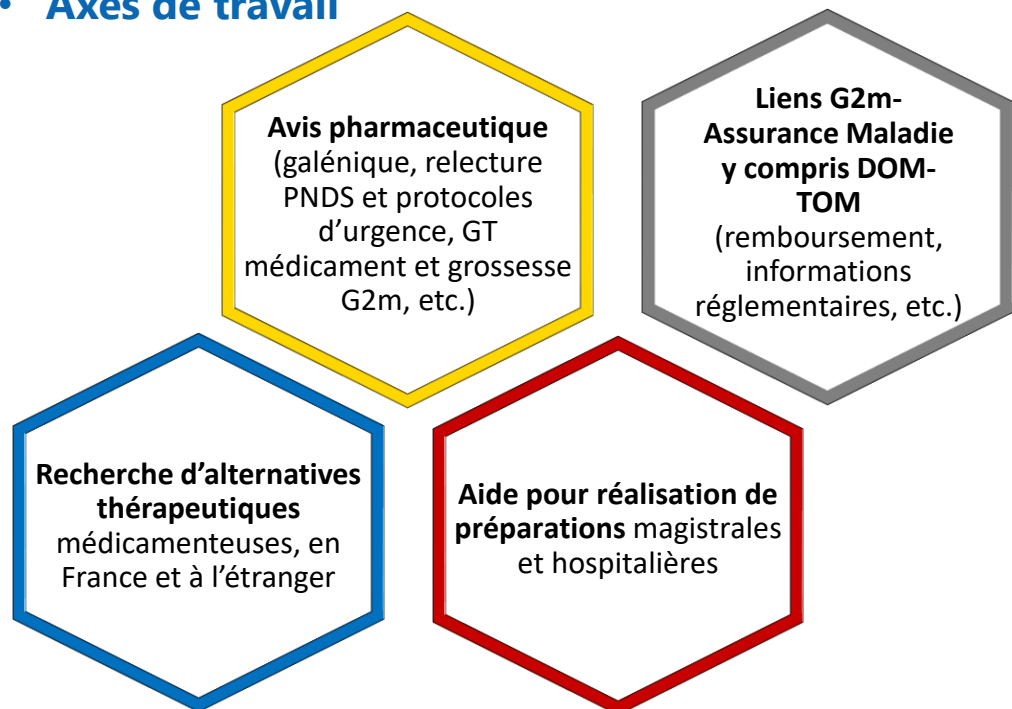 • Axes de travail
Avis pharmaceutique
(galénique, relecture
PNDS et protocoles
d’urgence, GT
médicament et grossesse
G2m, etc.)
Liens G2m-
Assurance Maladie
y compris DOM-
TOM
(remboursement,
informations
réglementaires, etc.)
Recherche d’alternatives
thérapeutiques
médicamenteuses, en
France et à l’étranger
Aide pour réalisation de
préparations magistrales
et hospitalières